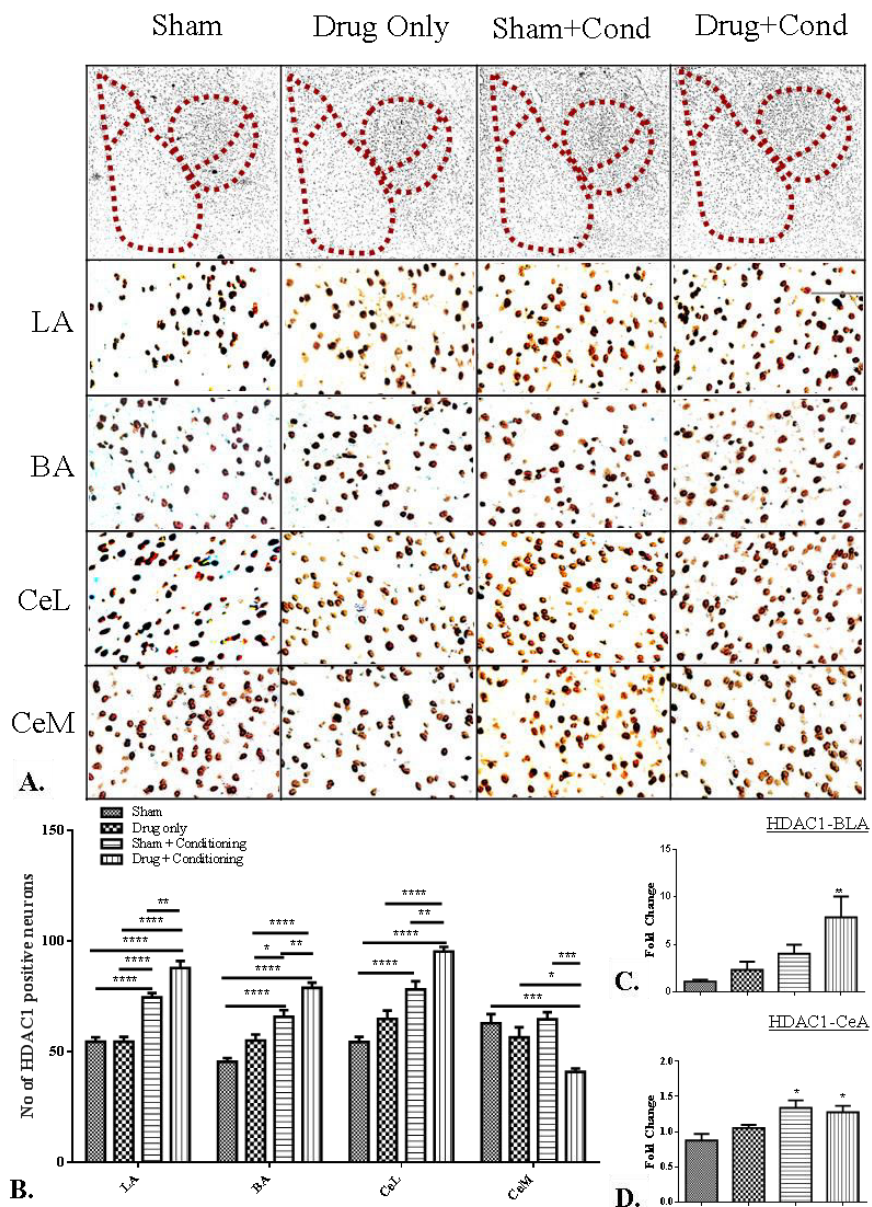 Sham Drug Only Sham+Cond Drug+Cond
LA
BA
CeL
CeM
A.
Sham
Drug only
Sham + Conditioning
Drug + Conditioning
No of HDAC1 positive neurons
150
100
50
0
** **** **** **** ****
**** * ** **** ****
**** ** **** ****
*** * ***
LA BA CeL CeM
B.
HDAC1-BLA
Fold Change
15
10
5
0
**
C.
HDAC1-CeA
Fold Change
2.0
1.5
1.0
0.5
0.0
* *
D.